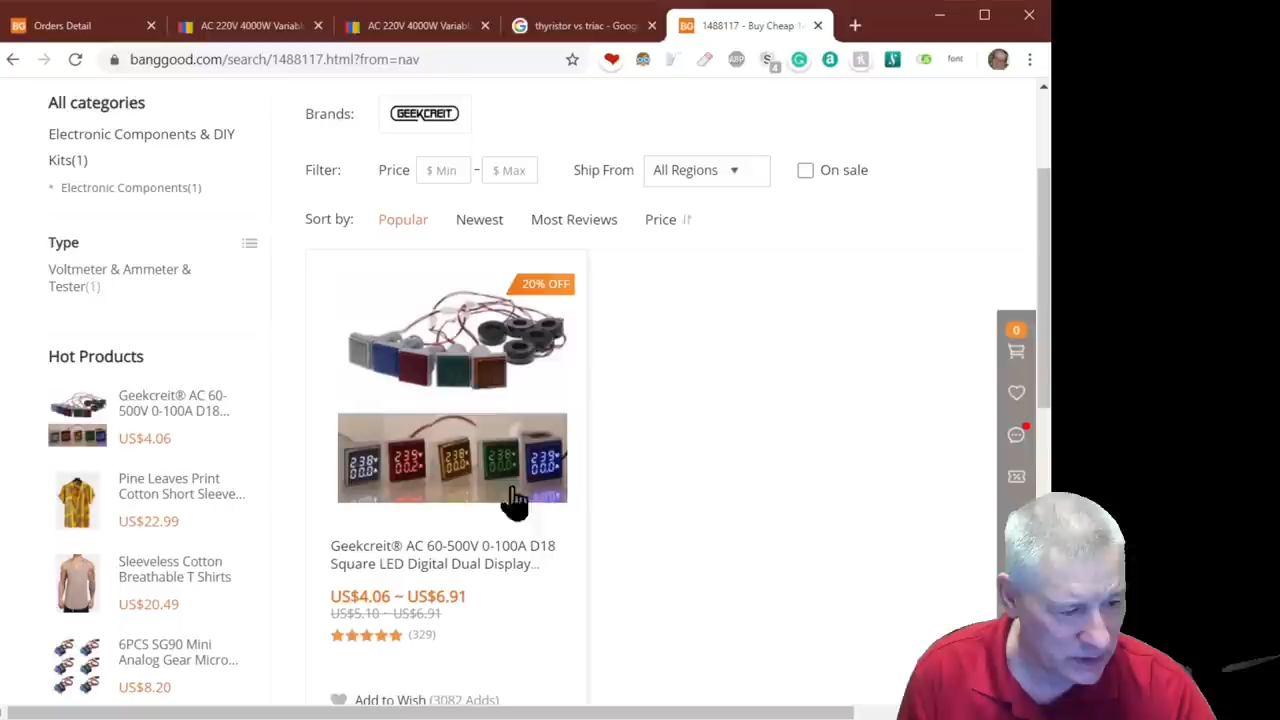 BG Orders Detail
AC 220V 4000W Variab
AC 220V 4000W Variab
thyristor vs triac - Goog
BG 1488117 - Buy Cheap 14
banggood.com/search/1488117.html?from=nav
ABP
4
font
All categories
Electronic Components & DIY
Kits(1)
* Electronic Components(1)
Type
Voltmeter & Ammeter &
Tester(1)
Hot Products
Geekcreit® AC 60-
500V 0-100A D18...
US$4.06
Pine Leaves Print
Cotton Short Sleeve...
US$22.99
Sleeveless Cotton
Breathable T Shirts
US$20.49
6PCS SG90 Mini
Analog Gear Micro...
US$8.20
Brands: GEEKCREIT
Filter: Price $ Min - $ Max Ship From All Regions On sale
Sort by: Popular Newest Most Reviews Price
20% OFF
Geekcreit® AC 60-500V 0-100A D18
Square LED Digital Dual Display...
US$4.06 ~ US$6.91
US$5.10 ~ US$6.91
(329)
Add to Wish (3082 Adds)
0